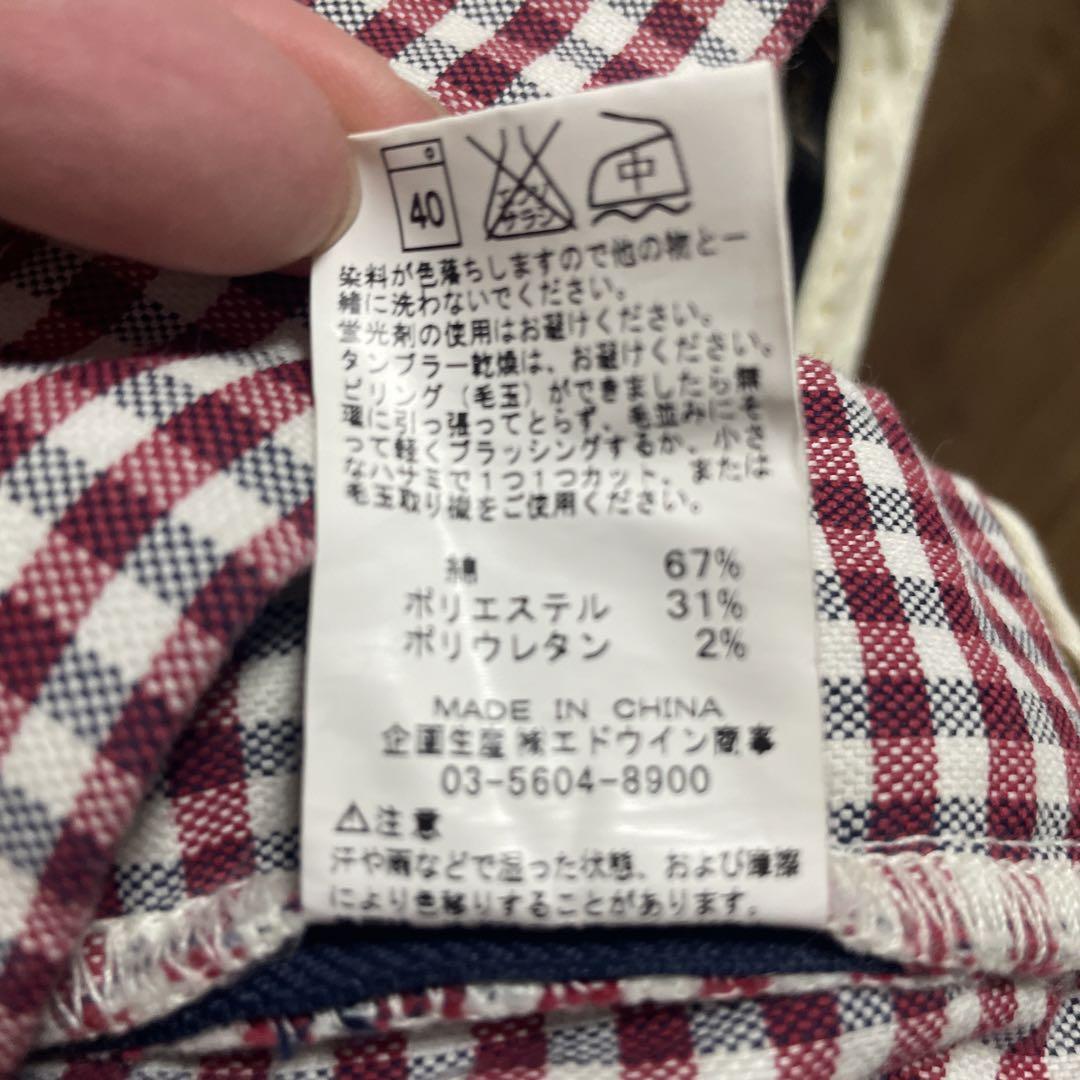 40
エンソ
サラシ
中
染料が色落ちしますので他の物と一
緒に洗わないでください。
蛍光剤の使用はお避けください。
タンブラー乾燥は、お避けください。
ピリング（毛玉）ができましたら無
理に引っ張ってとらず、毛並みにそ
って軽くブラッシングするか、小さ
なハサミで１つ１つカット、または
毛玉取り機をご使用ください。
綿 67%
ポリエステル 31%
ポリウレタン 2%
MADE IN CHINA
企画生産㈱エドウイン商事
03-5604-8900
⚠注意
汗や雨などで湿った状態、および摩擦
により色移りすることがあります。